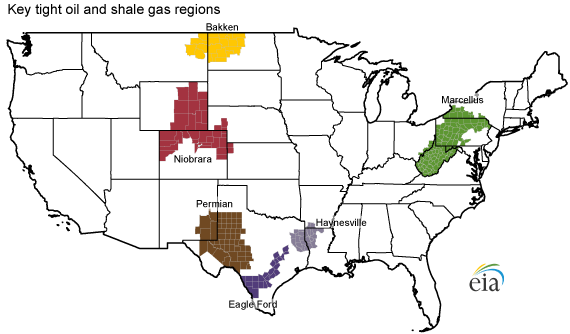 Key tight oil and shale gas regions
Bakken
Marcellus
Niobrara
Permian
Haynesville
Eagle Ford
eia